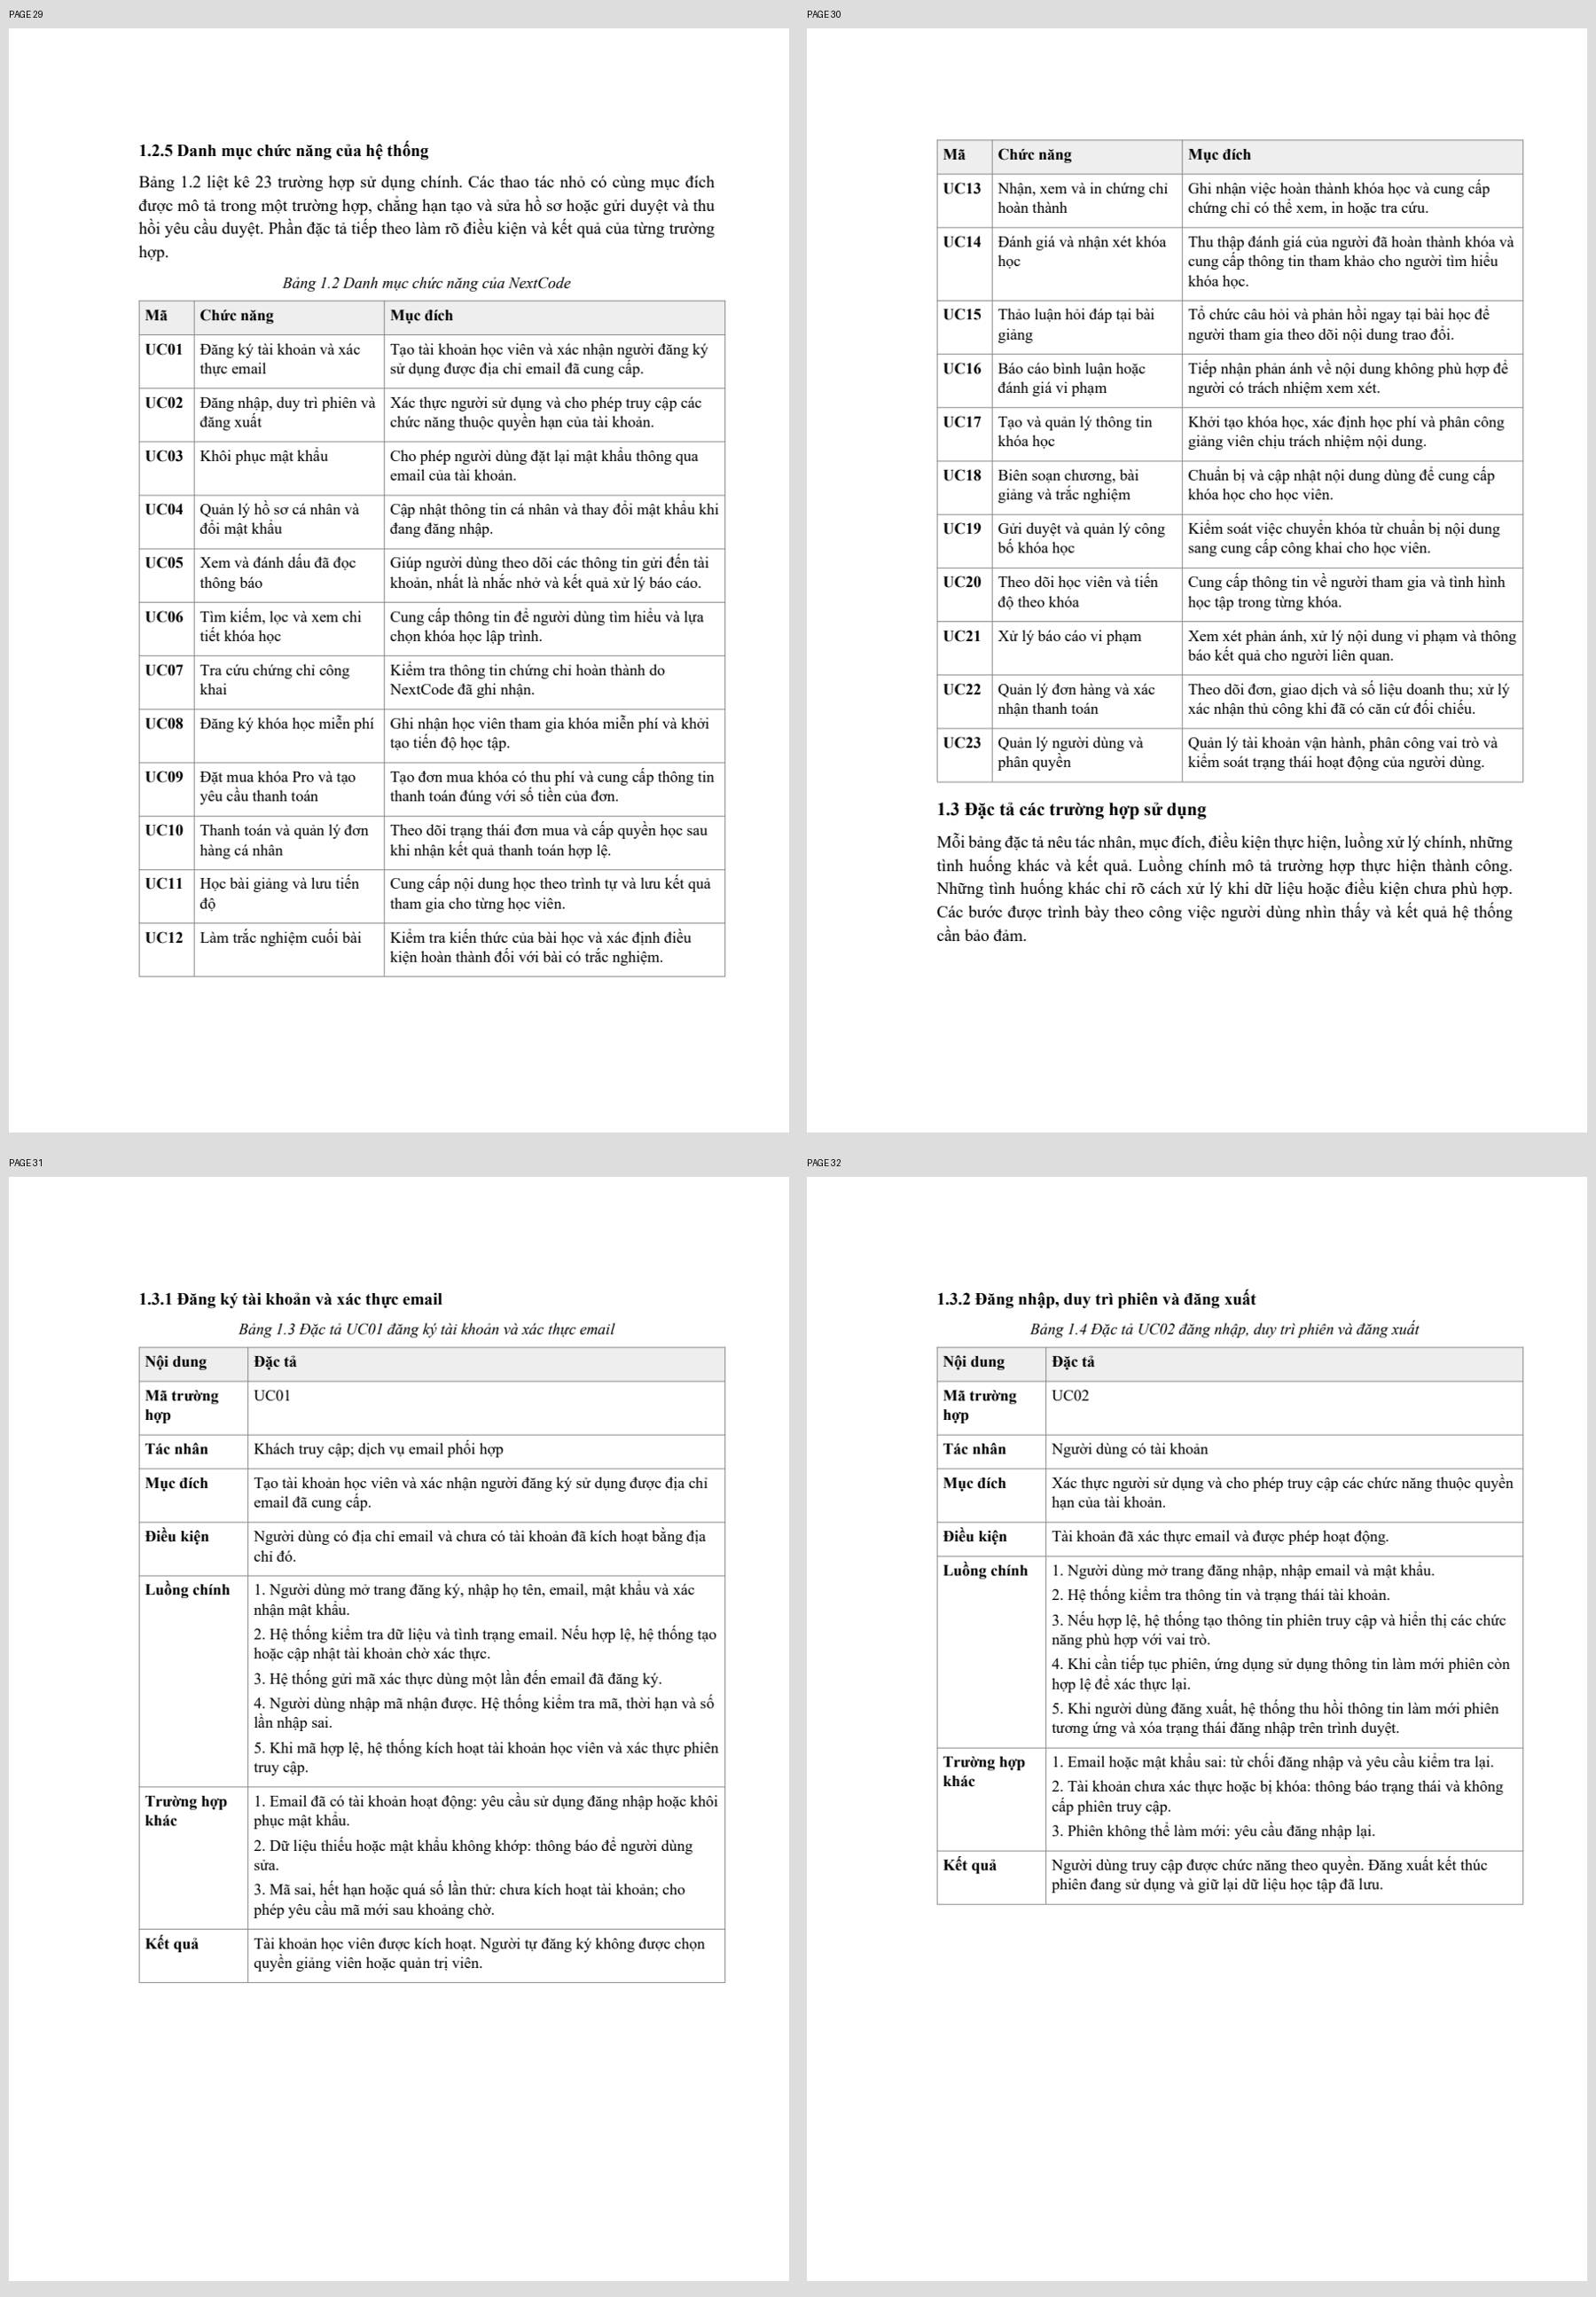 PAGE 29
1.2.5 Danh mục chức năng của hệ thống
Bảng 1.2 liệt kê 23 trường hợp sử dụng chính. Các thao tác nhỏ có cùng mục đích
được mô tả trong một trường hợp, chẳng hạn tạo và sửa hồ sơ hoặc gửi duyệt và thu
hồi yêu cầu duyệt. Phần đặc tả tiếp theo làm rõ điều kiện và kết quả của từng trường
hợp.
Bảng 1.2 Danh mục chức năng của NextCode
Mã Chức năng Mục đích
UC01 Đăng ký tài khoản và xác Tạo tài khoản học viên và xác nhận người đăng ký
thực email sử dụng được địa chỉ email đã cung cấp.
UC02 Đăng nhập, duy trì phiên và Xác thực người sử dụng và cho phép truy cập các
đăng xuất chức năng thuộc quyền hạn của tài khoản.
UC03 Khôi phục mật khẩu Cho phép người dùng đặt lại mật khẩu thông qua
email của tài khoản.
UC04 Quản lý hồ sơ cá nhân và Cập nhật thông tin cá nhân và thay đổi mật khẩu khi
đổi mật khẩu đang đăng nhập.
UC05 Xem và đánh dấu đã đọc Giúp người dùng theo dõi các thông tin gửi đến tài
thông báo khoản, nhất là nhắc nhở và kết quả xử lý báo cáo.
UC06 Tìm kiếm, lọc và xem chi Cung cấp thông tin để người dùng tìm hiểu và lựa
tiết khóa học chọn khóa học lập trình.
UC07 Tra cứu chứng chỉ công Kiểm tra thông tin chứng chỉ hoàn thành do
khai NextCode đã ghi nhận.
UC08 Đăng ký khóa học miễn phí Ghi nhận học viên tham gia khóa miễn phí và khởi
tạo tiến độ học tập.
UC09 Đặt mua khóa Pro và tạo Tạo đơn mua khóa có thu phí và cung cấp thông tin
yêu cầu thanh toán thanh toán đúng với số tiền của đơn.
UC10 Thanh toán và quản lý đơn Theo dõi trạng thái đơn mua và cấp quyền học sau
hàng cá nhân khi nhận kết quả thanh toán hợp lệ.
UC11 Học bài giảng và lưu tiến Cung cấp nội dung học theo trình tự và lưu kết quả
độ tham gia cho từng học viên.
UC12 Làm trắc nghiệm cuối bài Kiểm tra kiến thức của bài học và xác định điều
kiện hoàn thành đối với bài có trắc nghiệm.
PAGE 30
Mã Chức năng Mục đích
UC13 Nhận, xem và in chứng chỉ Ghi nhận việc hoàn thành khóa học và cung cấp
hoàn thành chứng chỉ có thể xem, in hoặc tra cứu.
UC14 Đánh giá và nhận xét khóa Thu thập đánh giá của người đã hoàn thành khóa và
học cung cấp thông tin tham khảo cho người tìm hiểu
khóa học.
UC15 Thảo luận hỏi đáp tại bài Tổ chức câu hỏi và phản hồi ngay tại bài học để
giảng người tham gia theo dõi nội dung trao đổi.
UC16 Báo cáo bình luận hoặc Tiếp nhận phản ánh về nội dung không phù hợp để
đánh giá vi phạm người có trách nhiệm xem xét.
UC17 Tạo và quản lý thông tin Khởi tạo khóa học, xác định học phí và phân công
khóa học giảng viên chịu trách nhiệm nội dung.
UC18 Biên soạn chương, bài Chuẩn bị và cập nhật nội dung dùng để cung cấp
giảng và trắc nghiệm khóa học cho học viên.
UC19 Gửi duyệt và quản lý công Kiểm soát việc chuyển khóa từ chuẩn bị nội dung
bố khóa học sang cung cấp công khai cho học viên.
UC20 Theo dõi học viên và tiến Cung cấp thông tin về người tham gia và tình hình
độ theo khóa học tập trong từng khóa.
UC21 Xử lý báo cáo vi phạm Xem xét phản ánh, xử lý nội dung vi phạm và thông
báo kết quả cho người liên quan.
UC22 Quản lý đơn hàng và xác Theo dõi đơn, giao dịch và số liệu doanh thu; xử lý
nhận thanh toán xác nhận thủ công khi đã có căn cứ đối chiếu.
UC23 Quản lý người dùng và Quản lý tài khoản vận hành, phân công vai trò và
phân quyền kiểm soát trạng thái hoạt động của người dùng.
1.3 Đặc tả các trường hợp sử dụng
Mỗi bảng đặc tả nêu tác nhân, mục đích, điều kiện thực hiện, luồng xử lý chính, những
tình huống khác và kết quả. Luồng chính mô tả trường hợp thực hiện thành công.
Những tình huống khác chỉ rõ cách xử lý khi dữ liệu hoặc điều kiện chưa phù hợp.
Các bước được trình bày theo công việc người dùng nhìn thấy và kết quả hệ thống
cần bảo đảm.
PAGE 31
1.3.1 Đăng ký tài khoản và xác thực email
Bảng 1.3 Đặc tả UC01 đăng ký tài khoản và xác thực email
Nội dung Đặc tả
Mã trường UC01
hợp
Tác nhân Khách truy cập; dịch vụ email phối hợp
Mục đích Tạo tài khoản học viên và xác nhận người đăng ký sử dụng được địa chỉ
email đã cung cấp.
Điều kiện Người dùng có địa chỉ email và chưa có tài khoản đã kích hoạt bằng địa
chỉ đó.
Luồng chính 1. Người dùng mở trang đăng ký, nhập họ tên, email, mật khẩu và xác
nhận mật khẩu.
2. Hệ thống kiểm tra dữ liệu và tình trạng email. Nếu hợp lệ, hệ thống tạo
hoặc cập nhật tài khoản chờ xác thực.
3. Hệ thống gửi mã xác thực dùng một lần đến email đã đăng ký.
4. Người dùng nhập mã nhận được. Hệ thống kiểm tra mã, thời hạn và số
lần nhập sai.
5. Khi mã hợp lệ, hệ thống kích hoạt tài khoản học viên và xác thực phiên
truy cập.
Trường hợp 1. Email đã có tài khoản hoạt động: yêu cầu sử dụng đăng nhập hoặc khôi
khác phục mật khẩu.
2. Dữ liệu thiếu hoặc mật khẩu không khớp: thông báo để người dùng
sửa.
3. Mã sai, hết hạn hoặc quá số lần thử: chưa kích hoạt tài khoản; cho
phép yêu cầu mã mới sau khoảng chờ.
Kết quả Tài khoản học viên được kích hoạt. Người tự đăng ký không được chọn
quyền giảng viên hoặc quản trị viên.
PAGE 32
1.3.2 Đăng nhập, duy trì phiên và đăng xuất
Bảng 1.4 Đặc tả UC02 đăng nhập, duy trì phiên và đăng xuất
Nội dung Đặc tả
Mã trường UC02
hợp
Tác nhân Người dùng có tài khoản
Mục đích Xác thực người sử dụng và cho phép truy cập các chức năng thuộc quyền
hạn của tài khoản.
Điều kiện Tài khoản đã xác thực email và được phép hoạt động.
Luồng chính 1. Người dùng mở trang đăng nhập, nhập email và mật khẩu.
2. Hệ thống kiểm tra thông tin và trạng thái tài khoản.
3. Nếu hợp lệ, hệ thống tạo thông tin phiên truy cập và hiển thị các chức
năng phù hợp với vai trò.
4. Khi cần tiếp tục phiên, ứng dụng sử dụng thông tin làm mới phiên còn
hợp lệ để xác thực lại.
5. Khi người dùng đăng xuất, hệ thống thu hồi thông tin làm mới phiên
tương ứng và xóa trạng thái đăng nhập trên trình duyệt.
Trường hợp 1. Email hoặc mật khẩu sai: từ chối đăng nhập và yêu cầu kiểm tra lại.
khác 2. Tài khoản chưa xác thực hoặc bị khóa: thông báo trạng thái và không
cấp phiên truy cập.
3. Phiên không thể làm mới: yêu cầu đăng nhập lại.
Kết quả Người dùng truy cập được chức năng theo quyền. Đăng xuất kết thúc
phiên đang sử dụng và giữ lại dữ liệu học tập đã lưu.